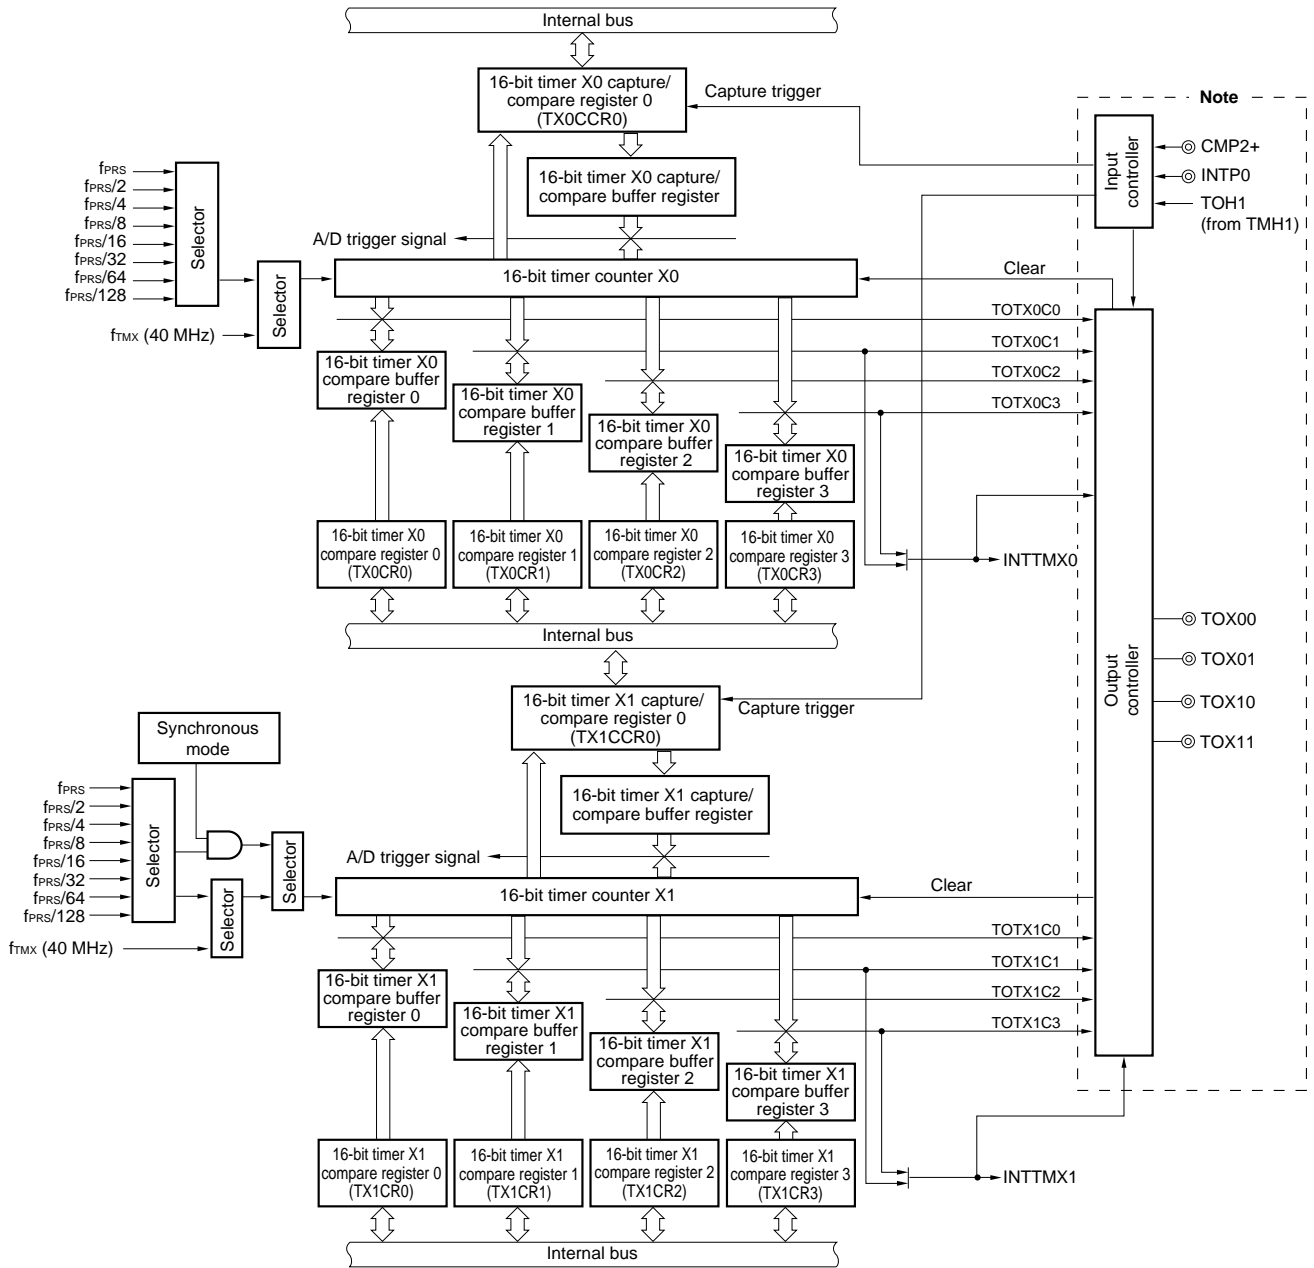 Internal bus
16-bit timer X0 capture/
compare register 0
(TX0CCR0)
Capture trigger
Note
Input
controller
CMP2+
INTP0
TOH1
(from TMH1)
16-bit timer X0 capture/
compare buffer register
fPRS
fPRS/2
fPRS/4
fPRS/8
fPRS/16
fPRS/32
fPRS/64
fPRS/128
Selector
fTMX (40 MHz)
Selector
A/D trigger signal
16-bit timer counter X0
Clear
TOTX0C0
TOTX0C1
TOTX0C2
TOTX0C3
16-bit timer X0
compare buffer
register 0
16-bit timer X0
compare buffer
register 1
16-bit timer X0
compare buffer
register 2
16-bit timer X0
compare buffer
register 3
16-bit timer X0
compare register 0
(TX0CR0)
16-bit timer X0
compare register 1
(TX0CR1)
16-bit timer X0
compare register 2
(TX0CR2)
16-bit timer X0
compare register 3
(TX0CR3)
INTTMX0
Internal bus
Output
controller
TOX00
TOX01
TOX10
TOX11
16-bit timer X1 capture/
compare register 0
(TX1CCR0)
Capture trigger
Synchronous
mode
16-bit timer X1 capture/
compare buffer register
fPRS
fPRS/2
fPRS/4
fPRS/8
fPRS/16
fPRS/32
fPRS/64
fPRS/128
Selector
fTMX (40 MHz)
Selector
Selector
A/D trigger signal
16-bit timer counter X1
Clear
TOTX1C0
TOTX1C1
TOTX1C2
TOTX1C3
16-bit timer X1
compare buffer
register 0
16-bit timer X1
compare buffer
register 1
16-bit timer X1
compare buffer
register 2
16-bit timer X1
compare buffer
register 3
16-bit timer X1
compare register 0
(TX1CR0)
16-bit timer X1
compare register 1
(TX1CR1)
16-bit timer X1
compare register 2
(TX1CR2)
16-bit timer X1
compare register 3
(TX1CR3)
INTTMX1
Internal bus